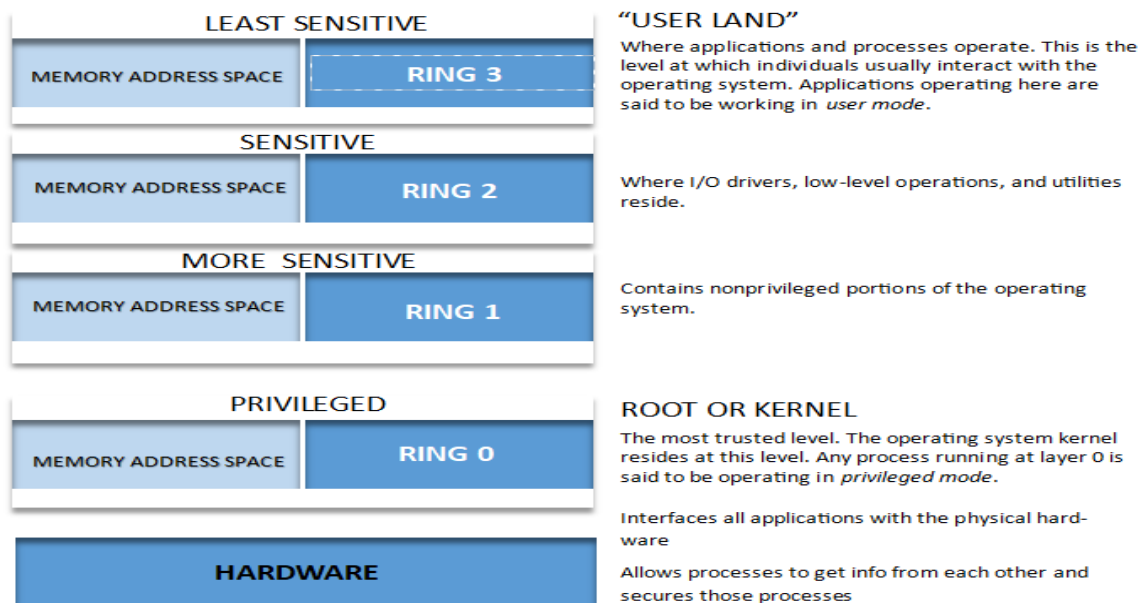 LEAST SENSITIVE
MEMORY ADDRESS SPACE
RING 3
"USER LAND"
Where applications and processes operate. This is the
level at which individuals usually interact with the
operating system. Applications operating here are
said to be working in user mode.
SENSITIVE
MEMORY ADDRESS SPACE
RING 2
Where I/O drivers, low-level operations, and utilities
reside.
MORE SENSITIVE
MEMORY ADDRESS SPACE
RING 1
Contains nonprivileged portions of the operating
system.
PRIVILEGED
MEMORY ADDRESS SPACE
RING 0
ROOT OR KERNEL
The most trusted level. The operating system kernel
resides at this level. Any process running at layer 0 is
said to be operating in privileged mode.
Interfaces all applications with the physical hard-
ware
HARDWARE
Allows processes to get info from each other and
secures those processes